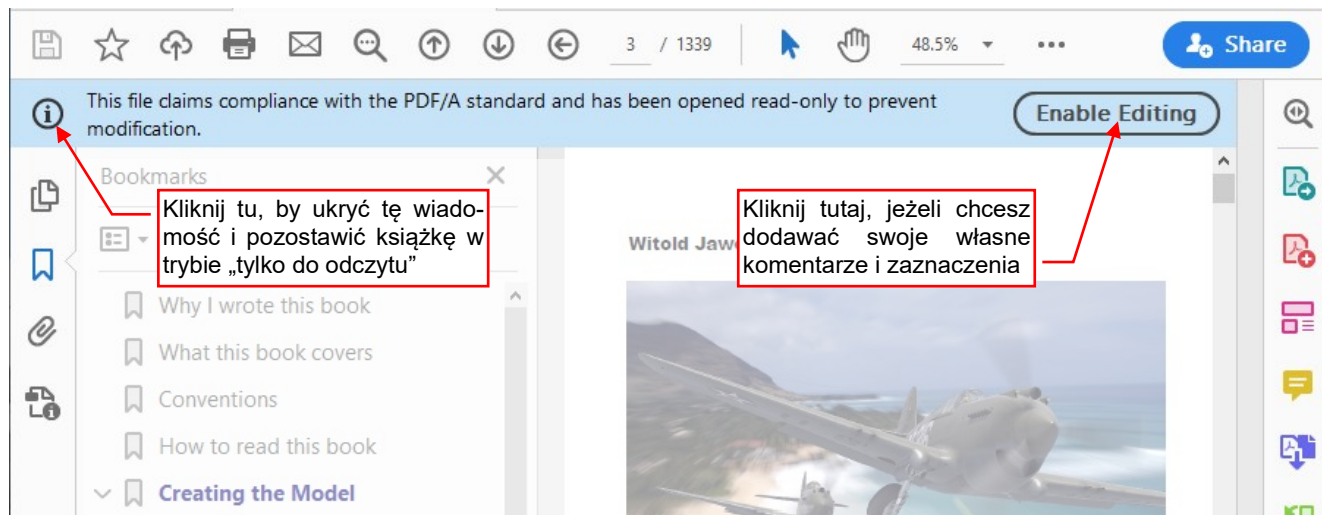 3 / 1339
48.5%
Share
This file claims compliance with the PDF/A standard and has been opened read-only to prevent
modification.
Enable Editing
Bookmarks
Kliknij tu, by ukryć tę wiado-
mość i pozostawić książkę w
trybie „tylko do odczytu”
Kliknij tutaj, jeżeli chcesz
dodawać swoje własne
komentarze i zaznaczenia
Witold
Why I wrote this book
What this book covers
Conventions
How to read this book
Creating the Model